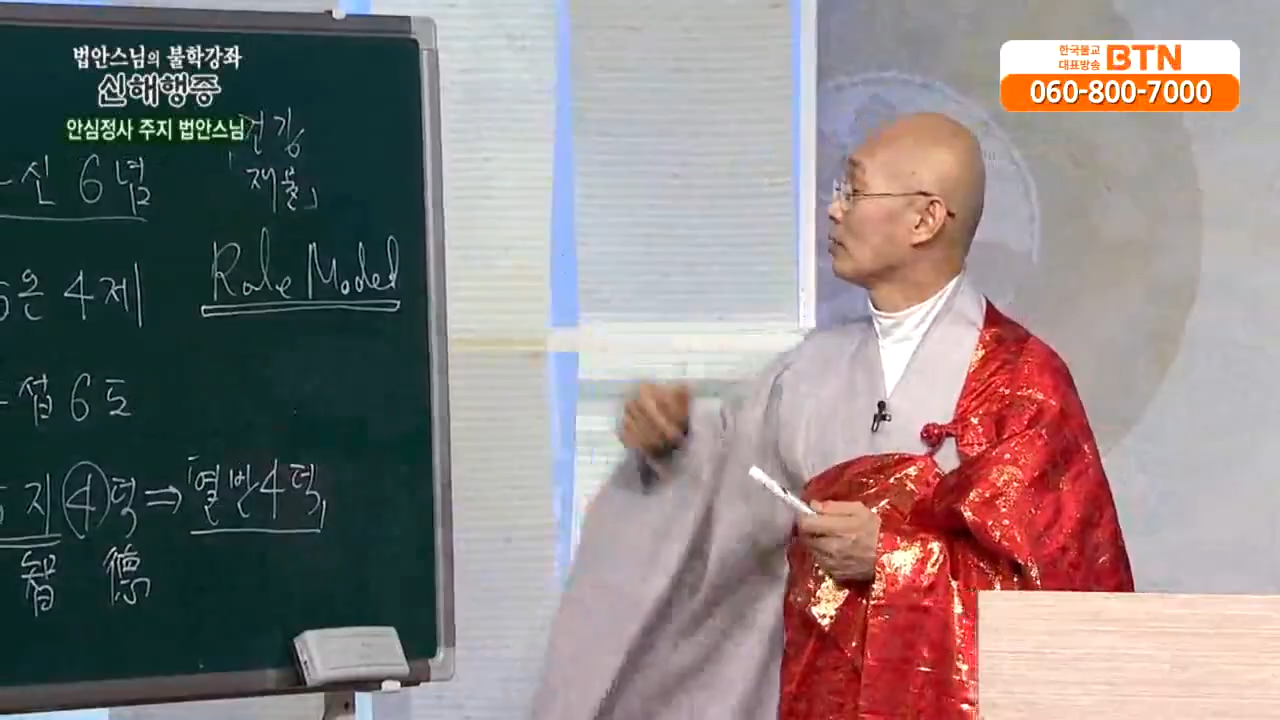 법안스님의 불학강좌
신해행증
안심정사 주지 법안스님
한국불교
대표방송
BTN
060-800-7000
건강
신 6념
「재물」
Role Model
온 4제
섭 6도
지 ④ 덕 ⇒ 「열반4덕」
智 德